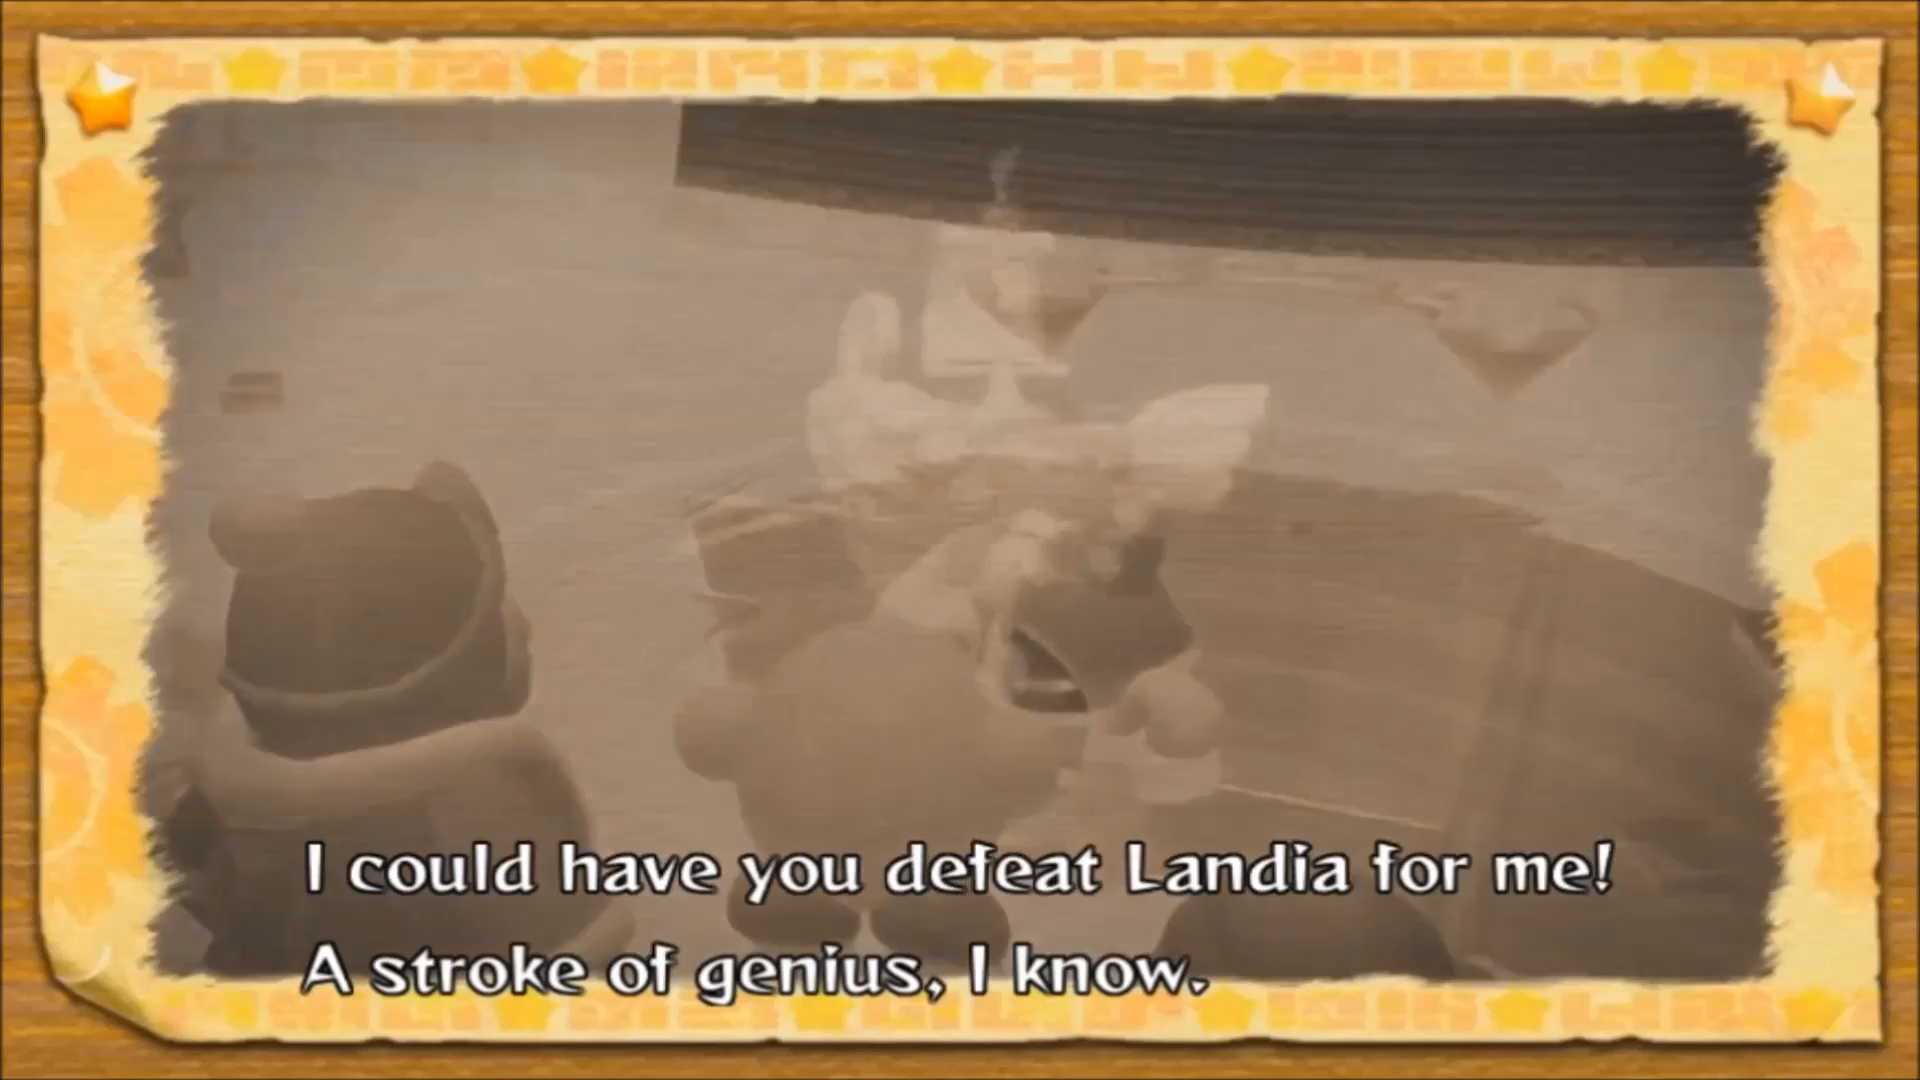 I could have you defeat Landia for me!
A stroke of genius, I know.